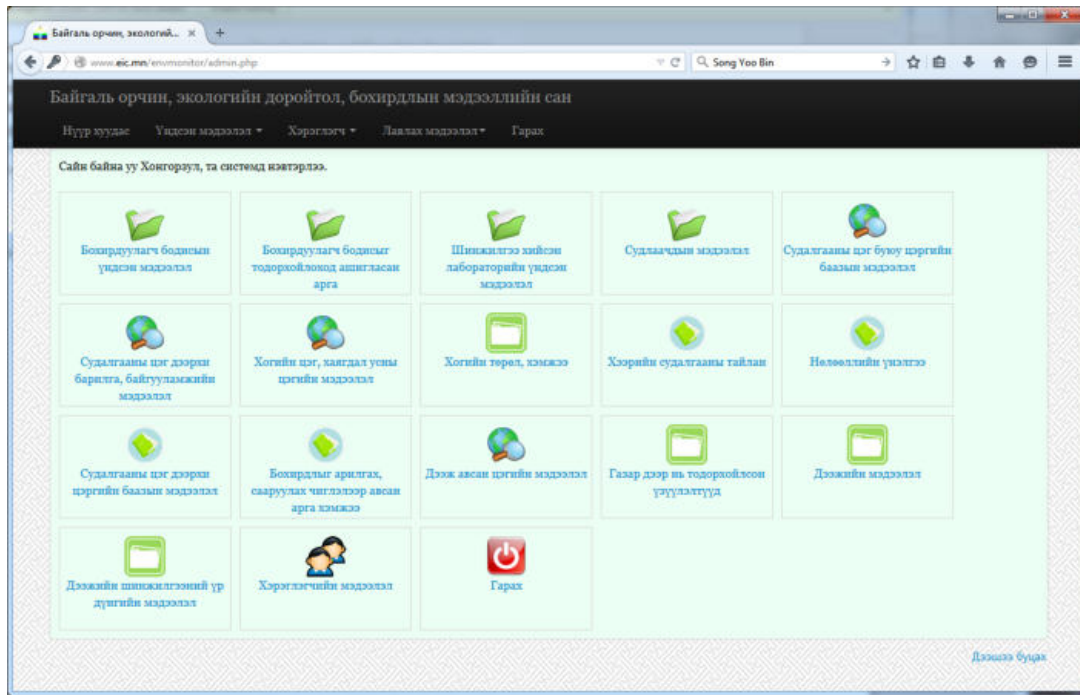 Байгаль орчин, экологий... ×
www.eic.mn/envmonitor/admin.php
Song Yoo Bin
Байгаль орчин, экологийн доройтол, бохирдлын мэдээллийн сан
Нүүр хуудас Үндсэн мэдээлэл Хэрэглэгч Лавлах мэдээлэл Гарах
Сайн байна уу Хонгорзул, та системд нэвтэрлээ.
Бохирдуулагч бодисын
үндсэн мэдээлэл
Бохирдуулагч бодисыг
тодорхойлоход ашигласан
арга
Шинжилгээ хийсэн
лабораторийн үндсэн
мэдээлэл
Судлаачдын мэдээлэл
Судалгааны цэг буюу цэргийн
баазын мэдээлэл
Судалгааны цэг дээрхи
барилга, байгууламжийн
мэдээлэл
Хогийн цэг, хаягдал усны
цэгийн мэдээлэл
Хогийн төрөл, хэмжээ
Хээрийн судалгааны тайлан
Нөлөөллийн үнэлгээ
Судалгааны цэг дээрхи
цэргийн баазын мэдээлэл
Бохирдлыг арилгах,
сааруулах чиглэлээр авсан
арга хэмжээ
Дээж авсан цэгийн мэдээлэл
Газар дээр нь тодорхойлсон
үзүүлэлтүүд
Дээжийн мэдээлэл
Дээжийн шинжилгээний үр
дүнгийн мэдээлэл
Хэрэглэгчийн мэдээлэл
Гарах
Дээшээ буцах